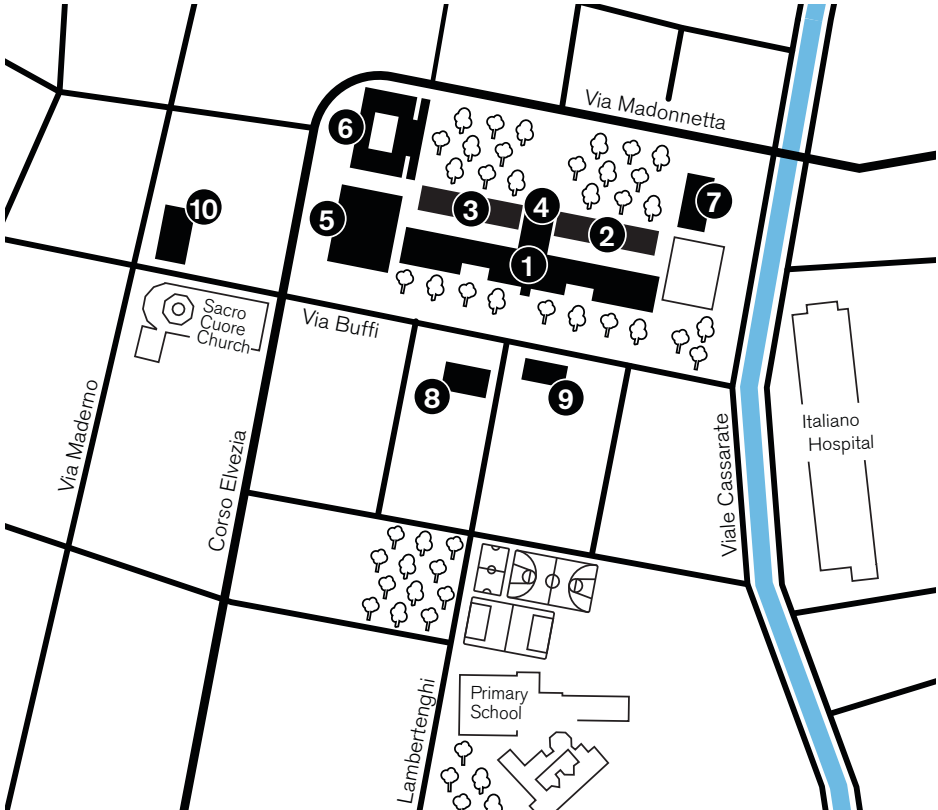 Via Madonnetta
6
10
3
4
7
5
2
1
Sacro
Cuore
Church
Via Buffi
8
9
Via Maderno
Corso Elvezia
Viale Cassarate
Italiano
Hospital
Lambertenghi
Primary
School